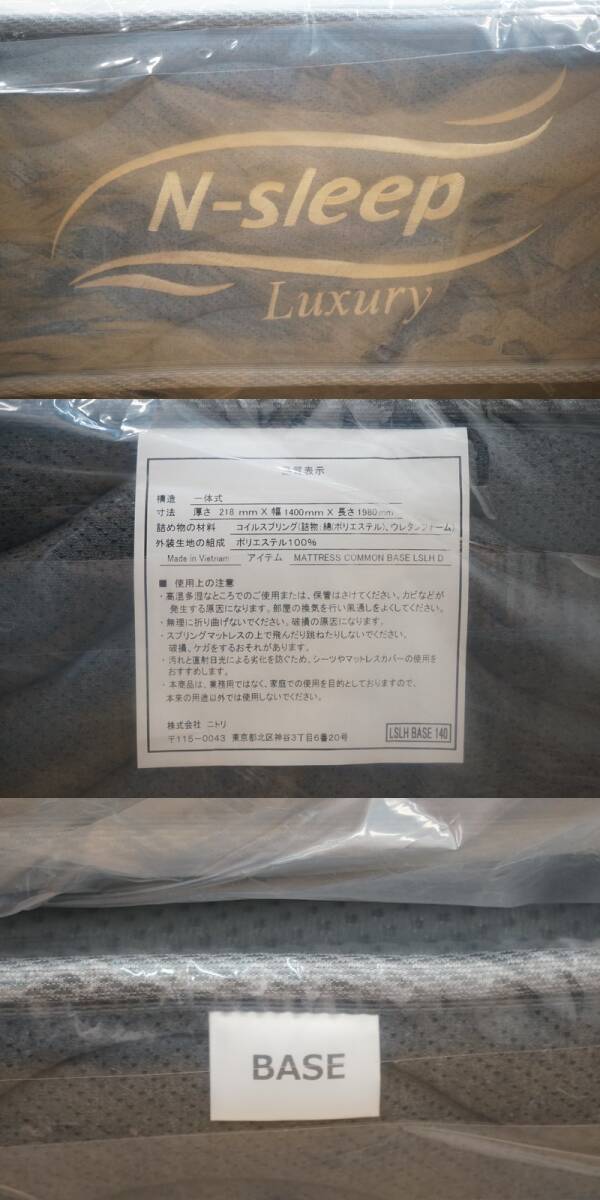 N-sleep
Luxury
品質表示
構造 一体式
寸法 厚さ 218 mm X 幅 1400mm X 長さ 1980mm
詰め物の材料 コイルスプリング(詰物:綿(ポリエステル)、ウレタンフォーム)
外装生地の組成 ポリエステル100%
Made in Vietnam アイテム MATTRESS COMMON BASE LSLH D
■ 使用上の注意
・高温多湿なところでのご使用または、保管はさけてください。カビなどが
発生する原因になります。部屋の換気を行い風通しをよくしてください。
・無理に折り曲げないでください。破損の原因になります。
・スプリングマットレスの上で飛んだり跳ねたりしないでください。
破損、ケガをするおそれがあります。
・汚れと直射日光による劣化を防ぐため、シーツやマットレスカバーの使用を
おすすめします。
・本商品は、業務用ではなく、家庭での使用を目的としておりますので、
本来の用途以外では使用しないでください。
株式会社 ニトリ
〒115-0043 東京都北区神谷3丁目6番20号
LSLH BASE 140
BASE